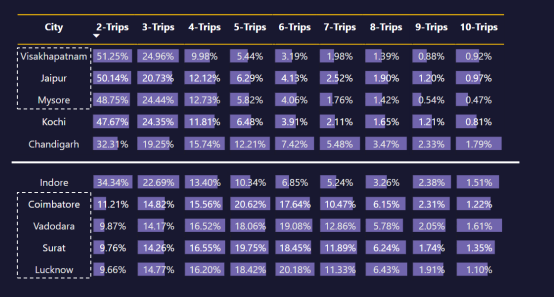 City 2-Trips 3-Trips 4-Trips 5-Trips 6-Trips 7-Trips 8-Trips 9-Trips 10-Trips
Visakhapatnam 51.25% 24.96% 9.98% 5.44% 3.19% 1.98% 1.39% 0.88% 0.92%
Jaipur 50.14% 20.73% 12.12% 6.29% 4.13% 2.52% 1.90% 1.20% 0.97%
Mysore 48.75% 24.44% 12.73% 5.82% 4.06% 1.76% 1.42% 0.54% 0.47%
Kochi 47.67% 24.35% 11.81% 6.48% 3.91% 2.11% 1.65% 1.21% 0.81%
Chandigarh 32.31% 19.25% 15.74% 12.21% 7.42% 5.48% 3.47% 2.33% 1.79%
Indore 34.34% 22.69% 13.40% 10.34% 6.85% 5.24% 3.26% 2.38% 1.51%
Coimbatore 11.21% 14.82% 15.56% 20.62% 17.64% 10.47% 6.15% 2.31% 1.22%
Vadodara 9.87% 14.17% 16.52% 18.06% 19.08% 12.86% 5.78% 2.05% 1.61%
Surat 9.76% 14.26% 16.55% 19.75% 18.45% 11.89% 6.24% 1.74% 1.35%
Lucknow 9.66% 14.77% 16.20% 18.42% 20.18% 11.33% 6.43% 1.91% 1.10%